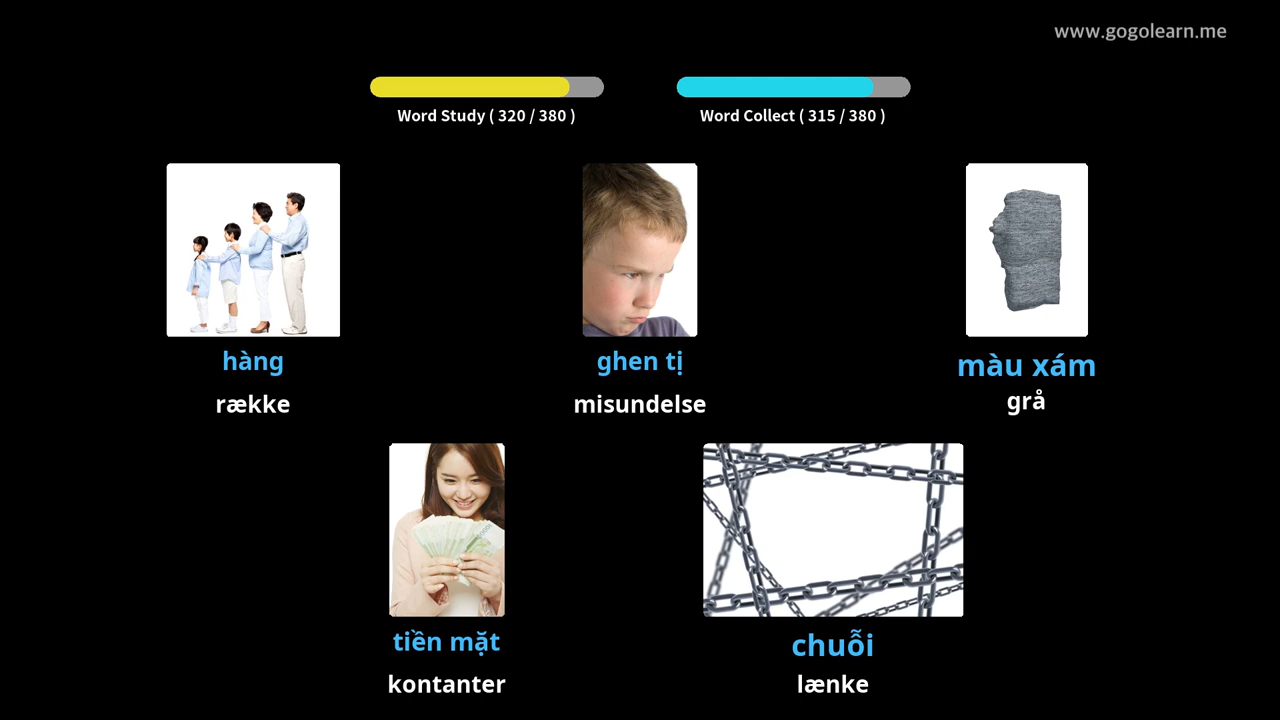 www.gogolearn.me
Word Study ( 320 / 380 )
Word Collect ( 315 / 380 )
hàng
række
ghen tị
misundelse
màu xám
grå
tiền mặt
kontanter
chuỗi
lænke